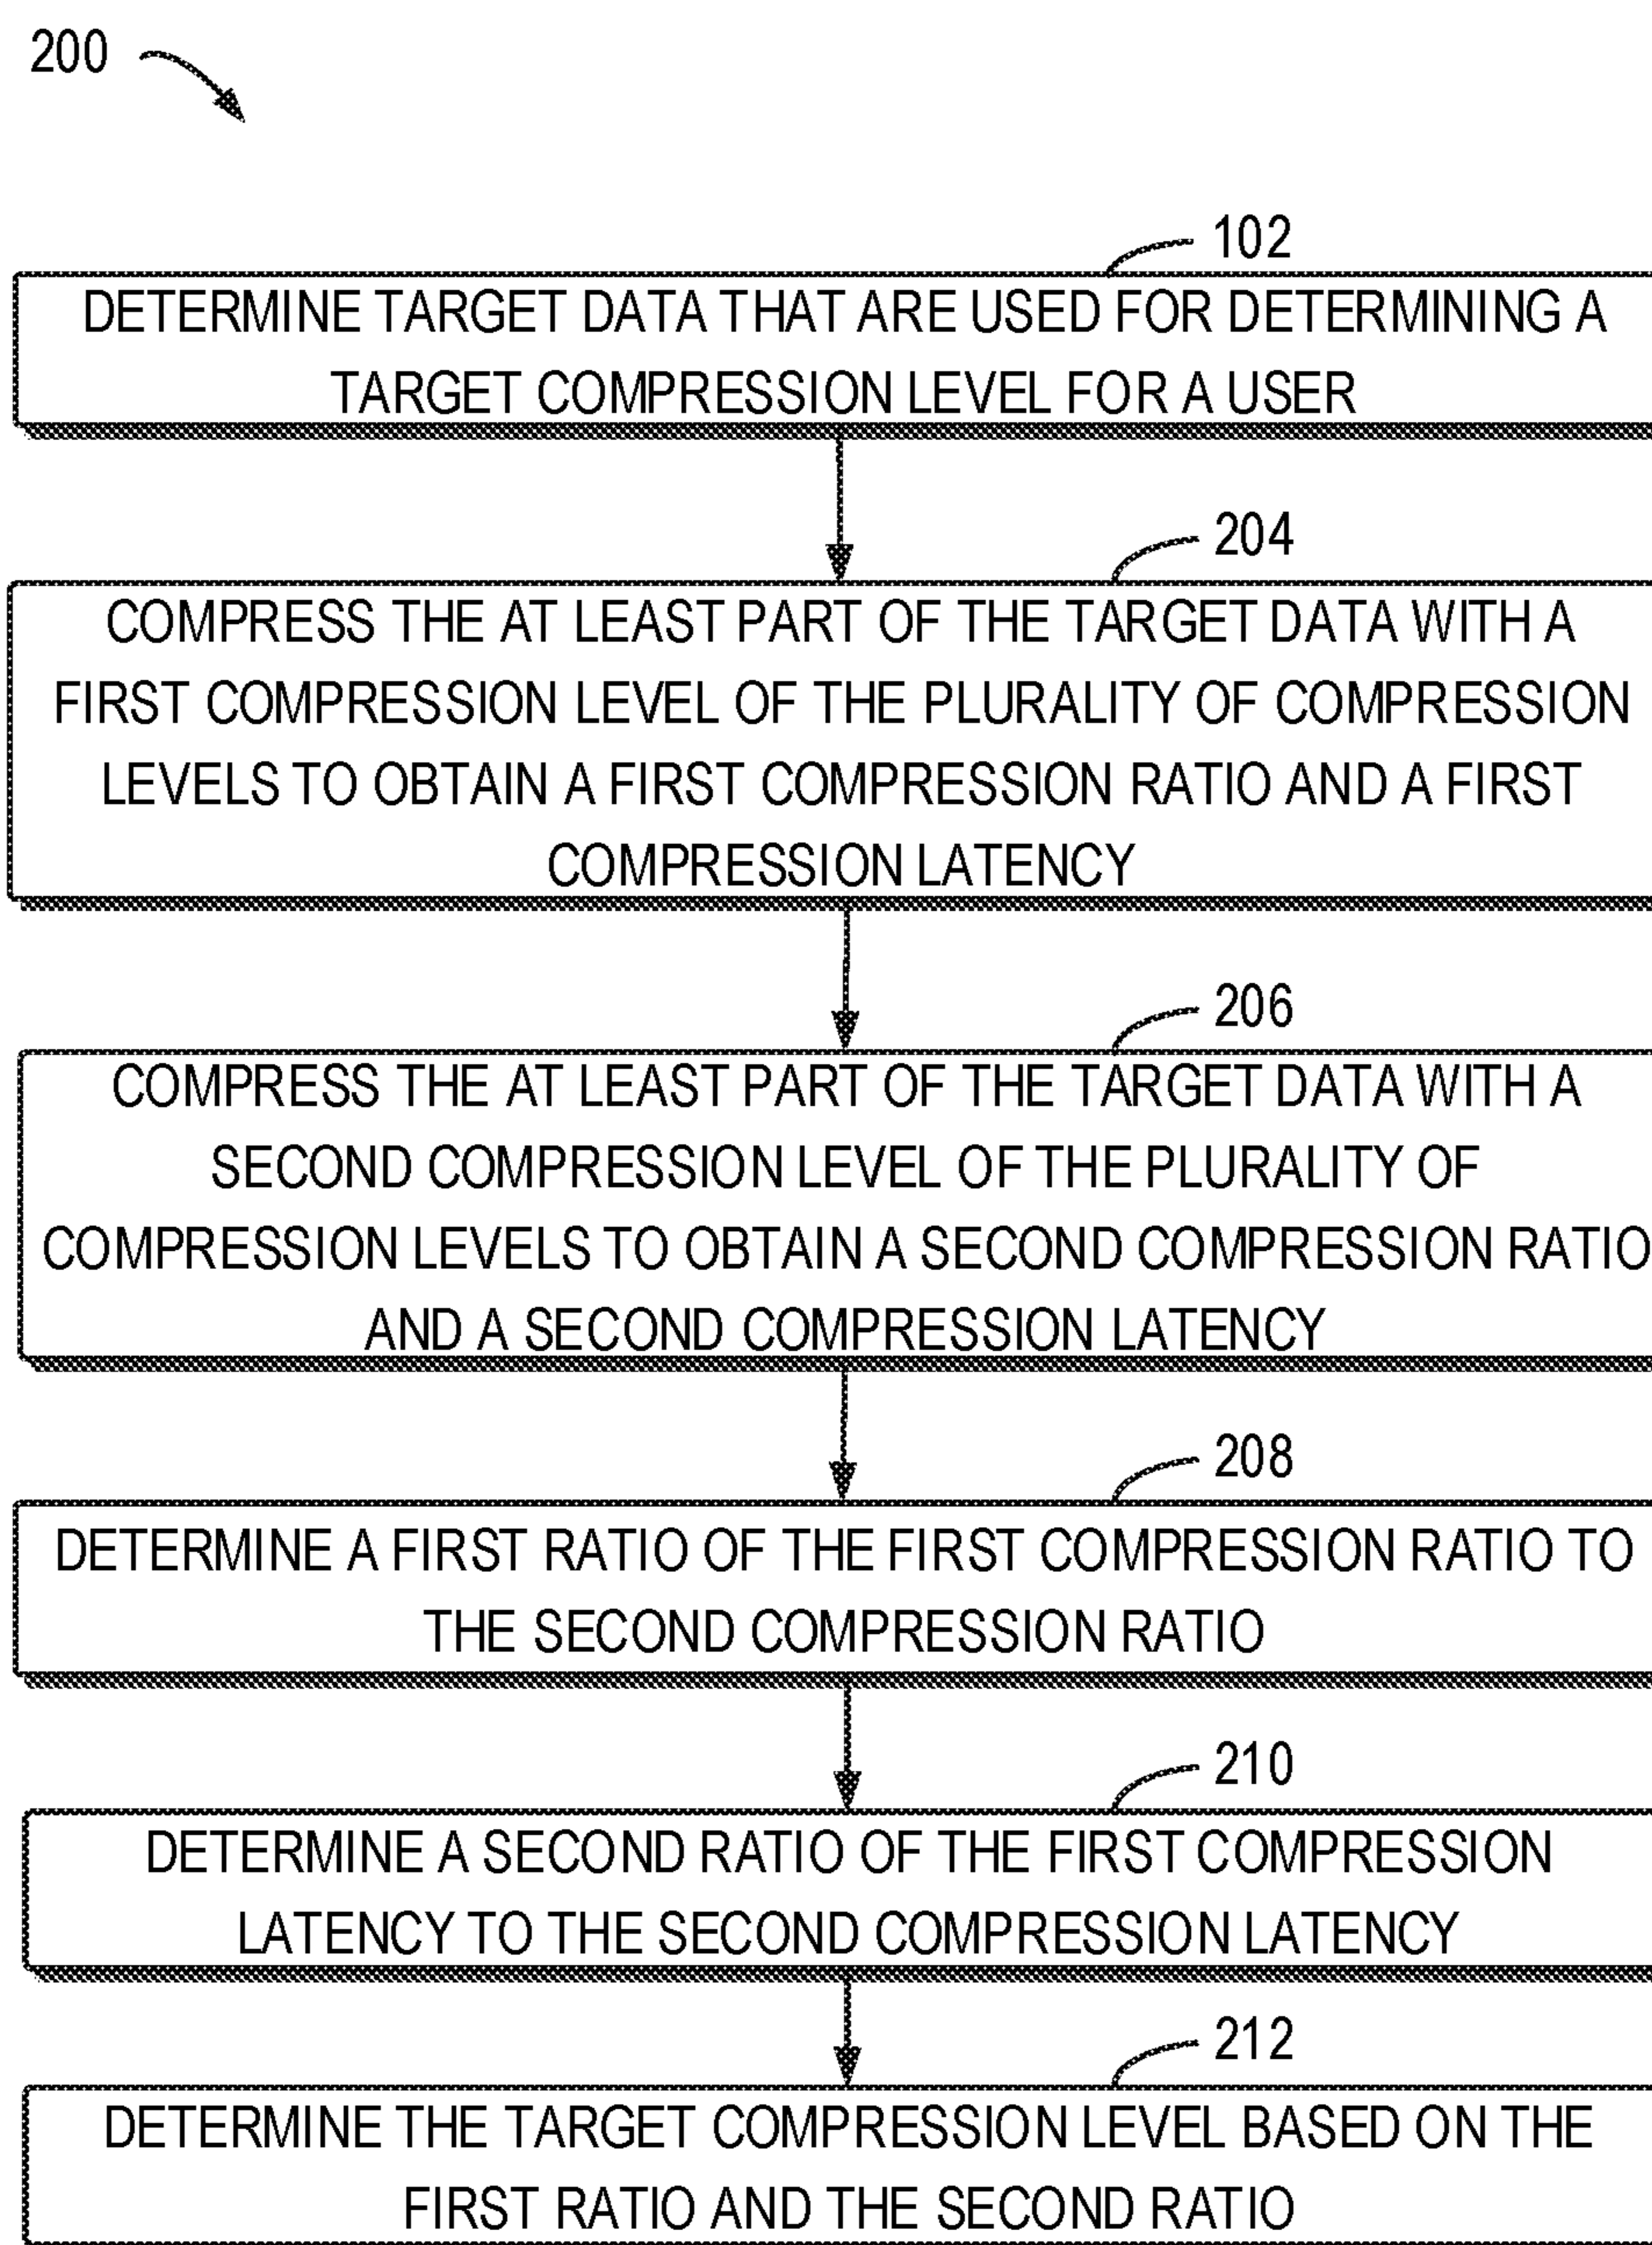 200
102
DETERMINE TARGET DATA THAT ARE USED FOR DETERMINING A
TARGET COMPRESSION LEVEL FOR A USER
204
COMPRESS THE AT LEAST PART OF THE TARGET DATA WITH A
FIRST COMPRESSION LEVEL OF THE PLURALITY OF COMPRESSION
LEVELS TO OBTAIN A FIRST COMPRESSION RATIO AND A FIRST
COMPRESSION LATENCY
206
COMPRESS THE AT LEAST PART OF THE TARGET DATA WITH A
SECOND COMPRESSION LEVEL OF THE PLURALITY OF
COMPRESSION LEVELS TO OBTAIN A SECOND COMPRESSION RATIO
AND A SECOND COMPRESSION LATENCY
208
DETERMINE A FIRST RATIO OF THE FIRST COMPRESSION RATIO TO
THE SECOND COMPRESSION RATIO
210
DETERMINE A SECOND RATIO OF THE FIRST COMPRESSION
LATENCY TO THE SECOND COMPRESSION LATENCY
212
DETERMINE THE TARGET COMPRESSION LEVEL BASED ON THE
FIRST RATIO AND THE SECOND RATIO